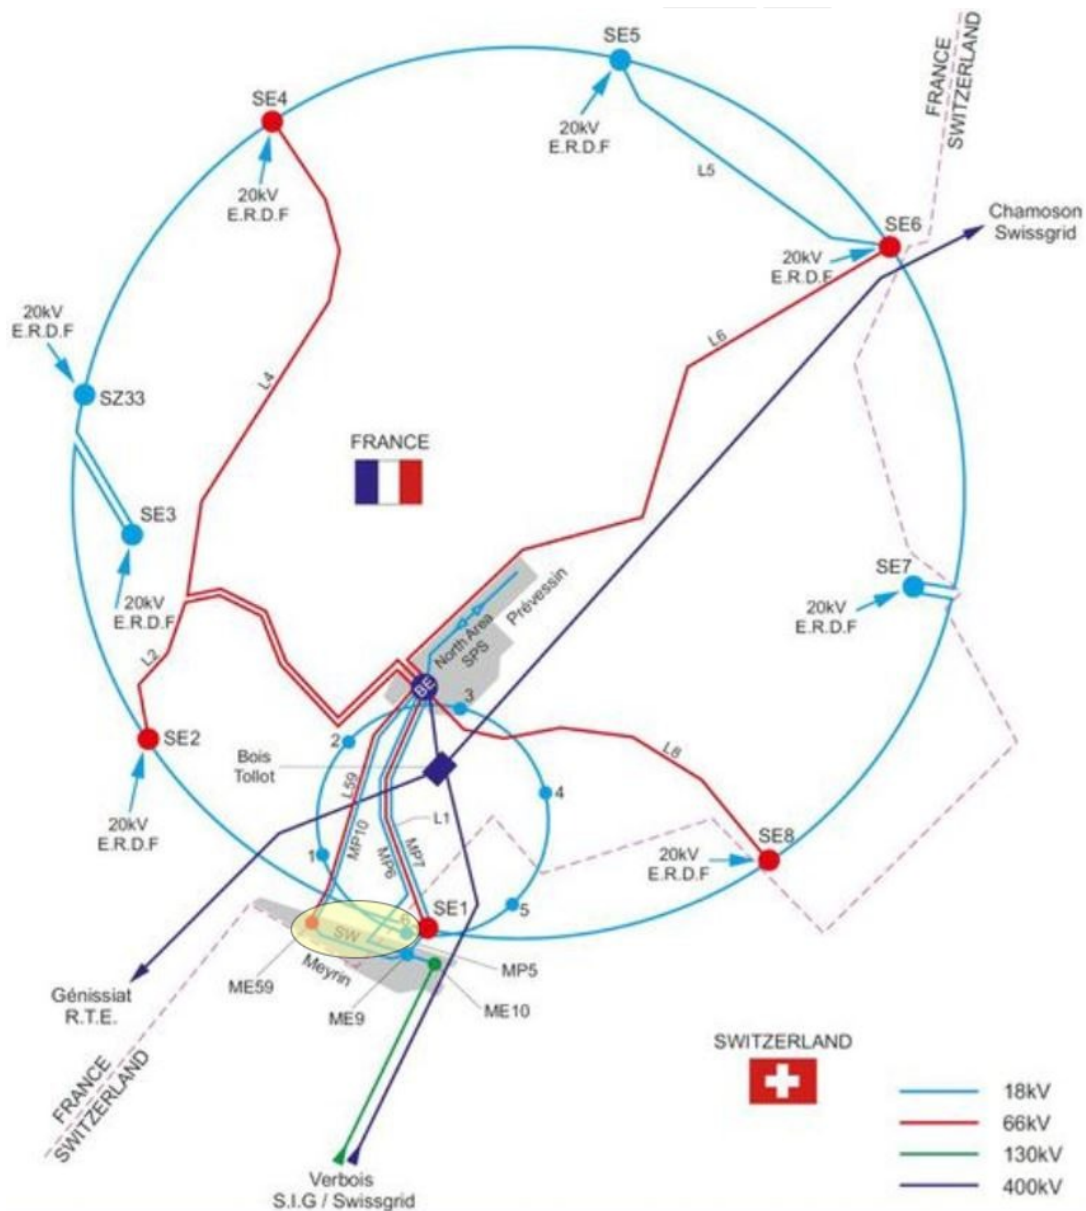 SE5
FRANCE
SWITZERLAND
SE4
20kV
E.R.D.F
L5
20kV
E.R.D.F
Chamoson
Swissgrid
SE6
20kV
E.R.D.F
20kV
E.R.D.F
L6
L4
SZ33
FRANCE
SE3
SE7
20kV
E.R.D.F
20kV
E.R.D.F
Prévessin
North Area
SPS
L2
BE
3
SE2
2
Bois
Tollot
L8
L59
4
20kV
E.R.D.F
L1
MP10
MP7
MP6
1
SE8
20kV
E.R.D.F
SE1
5
6
SW
Meyrin
MP5
ME59
ME10
ME9
Génissiat
R.T.E.
SWITZERLAND
FRANCE
SWITZERLAND
18kV
66kV
130kV
400kV
Verbois
S.I.G / Swissgrid